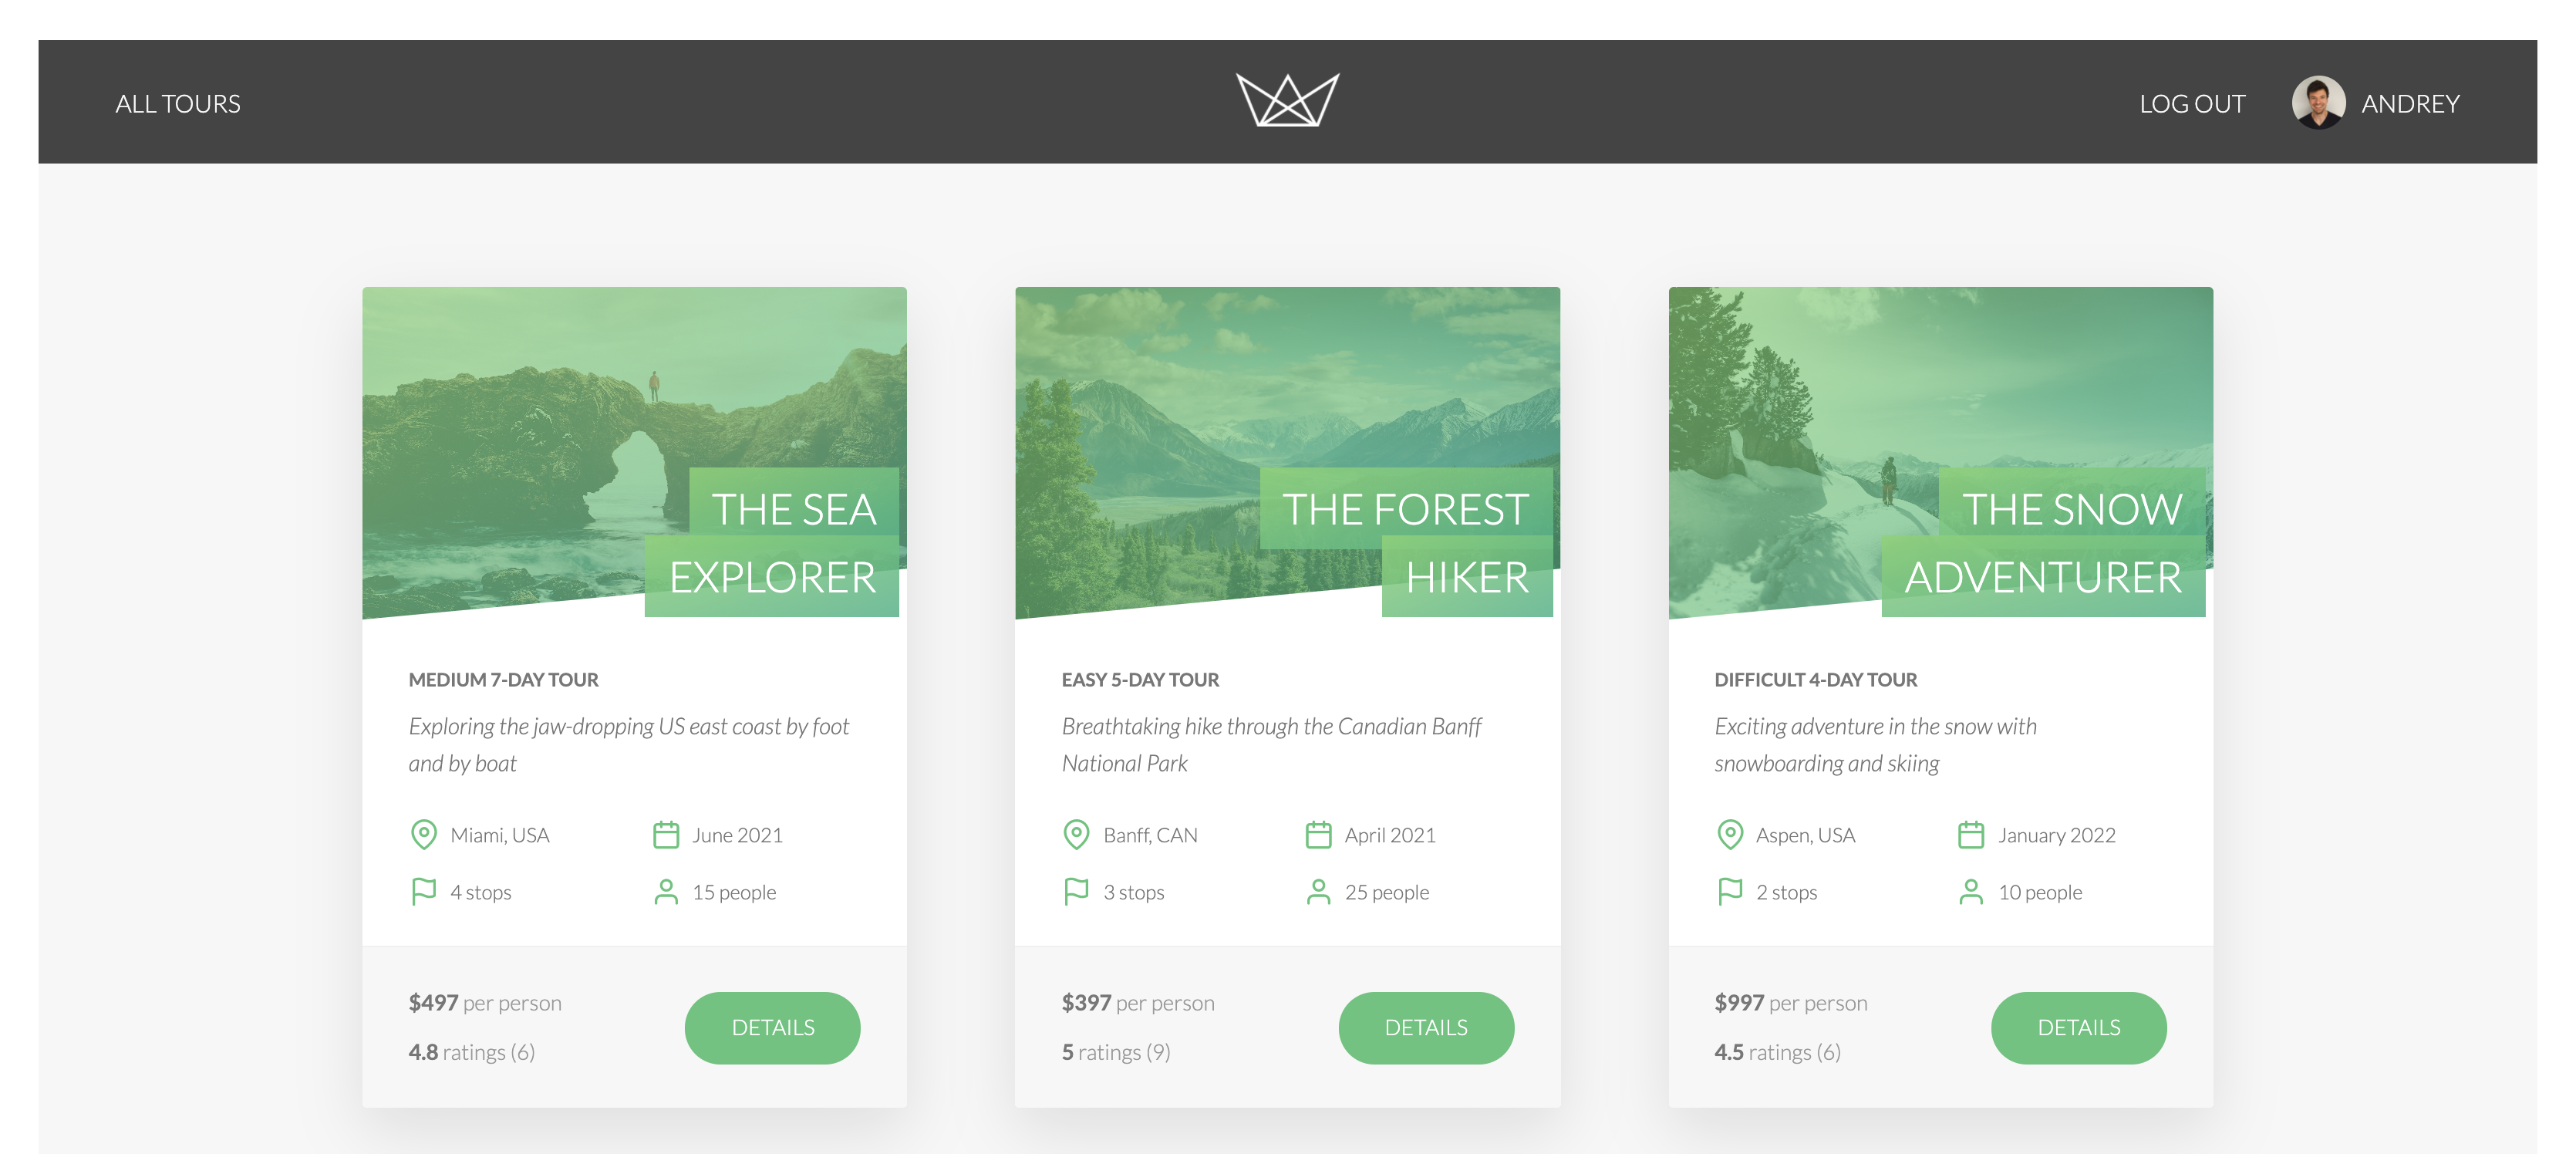 ALL TOURS
LOG OUT
ANDREY
THE SEA
EXPLORER
MEDIUM 7-DAY TOUR
Exploring the jaw-dropping US east coast by foot
and by boat
Miami, USA
June 2021
4 stops
15 people
$497 per person
4.8 ratings (6)
DETAILS
THE FOREST
HIKER
EASY 5-DAY TOUR
Breathtaking hike through the Canadian Banff
National Park
Banff, CAN
April 2021
3 stops
25 people
$397 per person
5 ratings (9)
DETAILS
THE SNOW
ADVENTURER
DIFFICULT 4-DAY TOUR
Exciting adventure in the snow with
snowboarding and skiing
Aspen, USA
January 2022
2 stops
10 people
$997 per person
4.5 ratings (6)
DETAILS